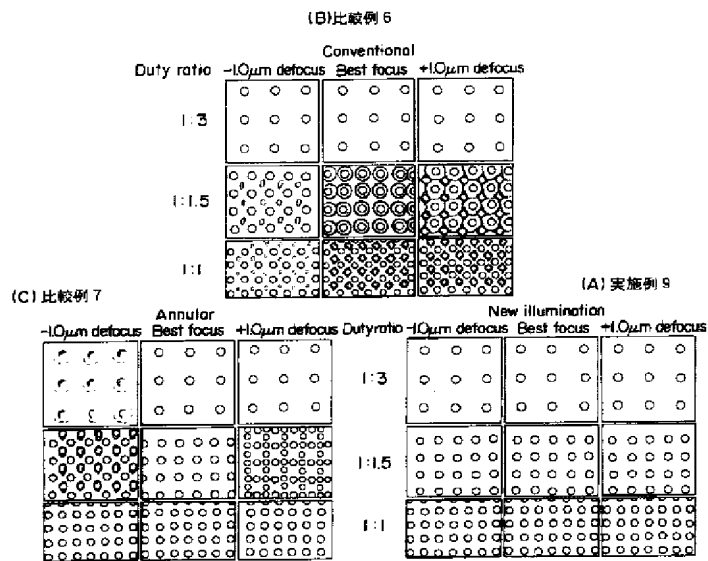 (B)比較例 6
Conventional
Duty ratio -1.0μm defocus Best focus +1.0μm defocus
1:3
1:1.5
1:1
(C) 比較例 7
Annular
-1.0μm defocus Best focus +1.0μm defocus
(A) 実施例 9
New illumination
Dutyratio -1.0μm defocus Best focus +1.0μm defocus
1:3
1:1.5
1:1